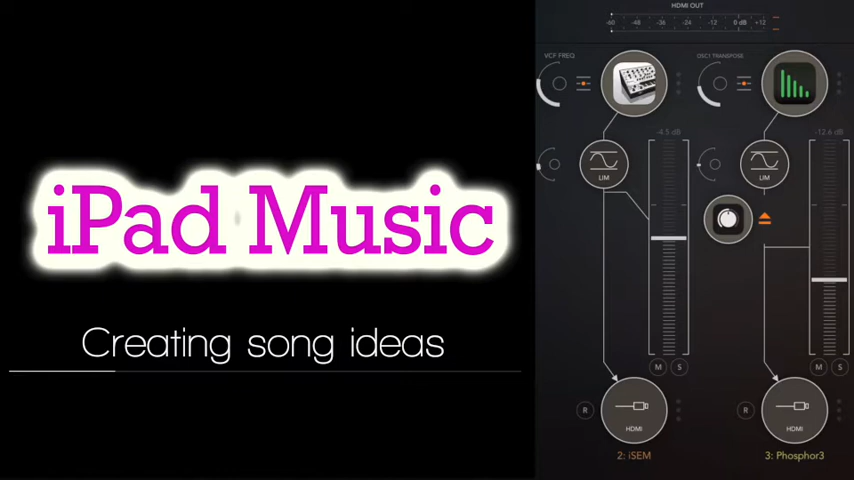 iPad Music
Creating song ideas
HDMI OUT
-60 -48 -36 -24 -12 0 dB +12
VCF FREQ
OSC1 TRANSPOSE
-4.5 dB
-12.6 dB
LIM
LIM
M S
M S
R
R
HDMI
HDMI
2: iSEM
3: Phosphor3